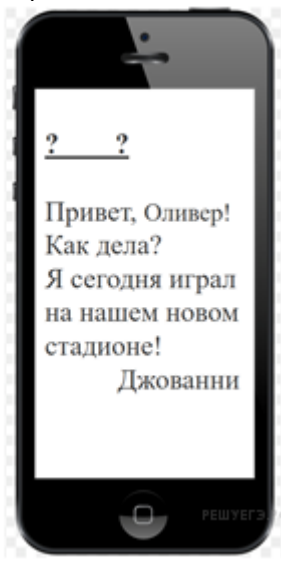 ? ?
Привет, Оливер!
Как дела?
Я сегодня играл
на нашем новом
стадионе!
Джованни
РЕШУЕГЭ